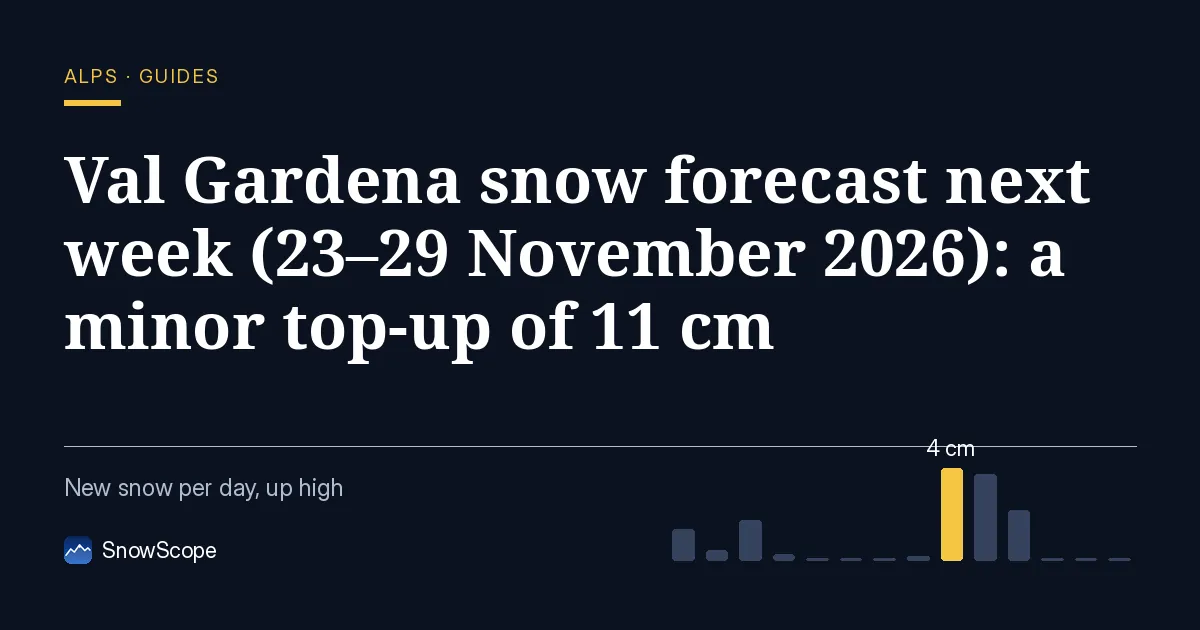 ALPS · GUIDES
Val Gardena snow forecast next
week (23–29 November 2026): a
minor top-up of 11 cm
4 cm
New snow per day, up high
SnowScope